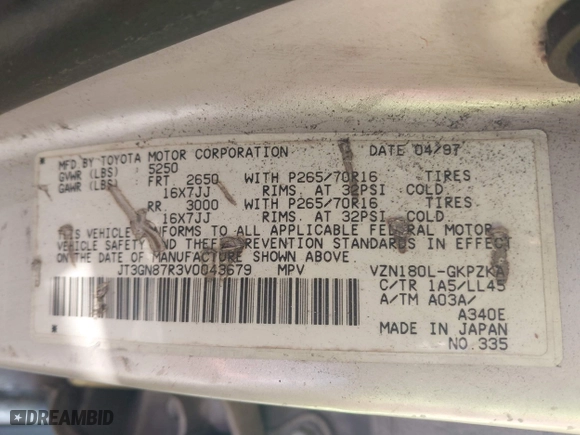 MFD. BY TOYOTA MOTOR CORPORATION DATE 04/97
GVWR (LBS) : 5250
GAWR (LBS) : FRT 2650 WITH P265/70R16 TIRES
16X7JJ RIMS. AT 32PSI COLD
RR 3000 WITH P265/70R16 TIRES
16X7JJ RIMS. AT 32PSI COLD
THIS VEHICLE CONFORMS TO ALL APPLICABLE FEDERAL MOTOR
VEHICLE SAFETY AND THEFT PREVENTION STANDARDS IN EFFECT
ON THE DATE OF MANUFACTURE SHOWN ABOVE.
JT3GN87R3V0043679 MPV VZN180L-GKPZKA
C/TR 1A5/LL45
A/TM A03A/
A340E
MADE IN JAPAN
NO.335
DREAMBID